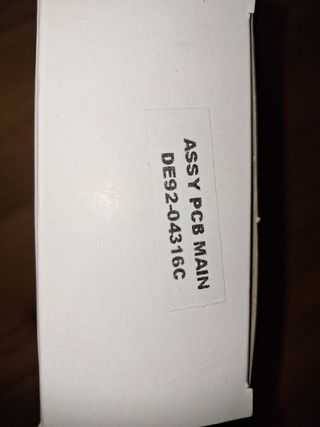 ASSY PCB MAIN
DE92-04316C